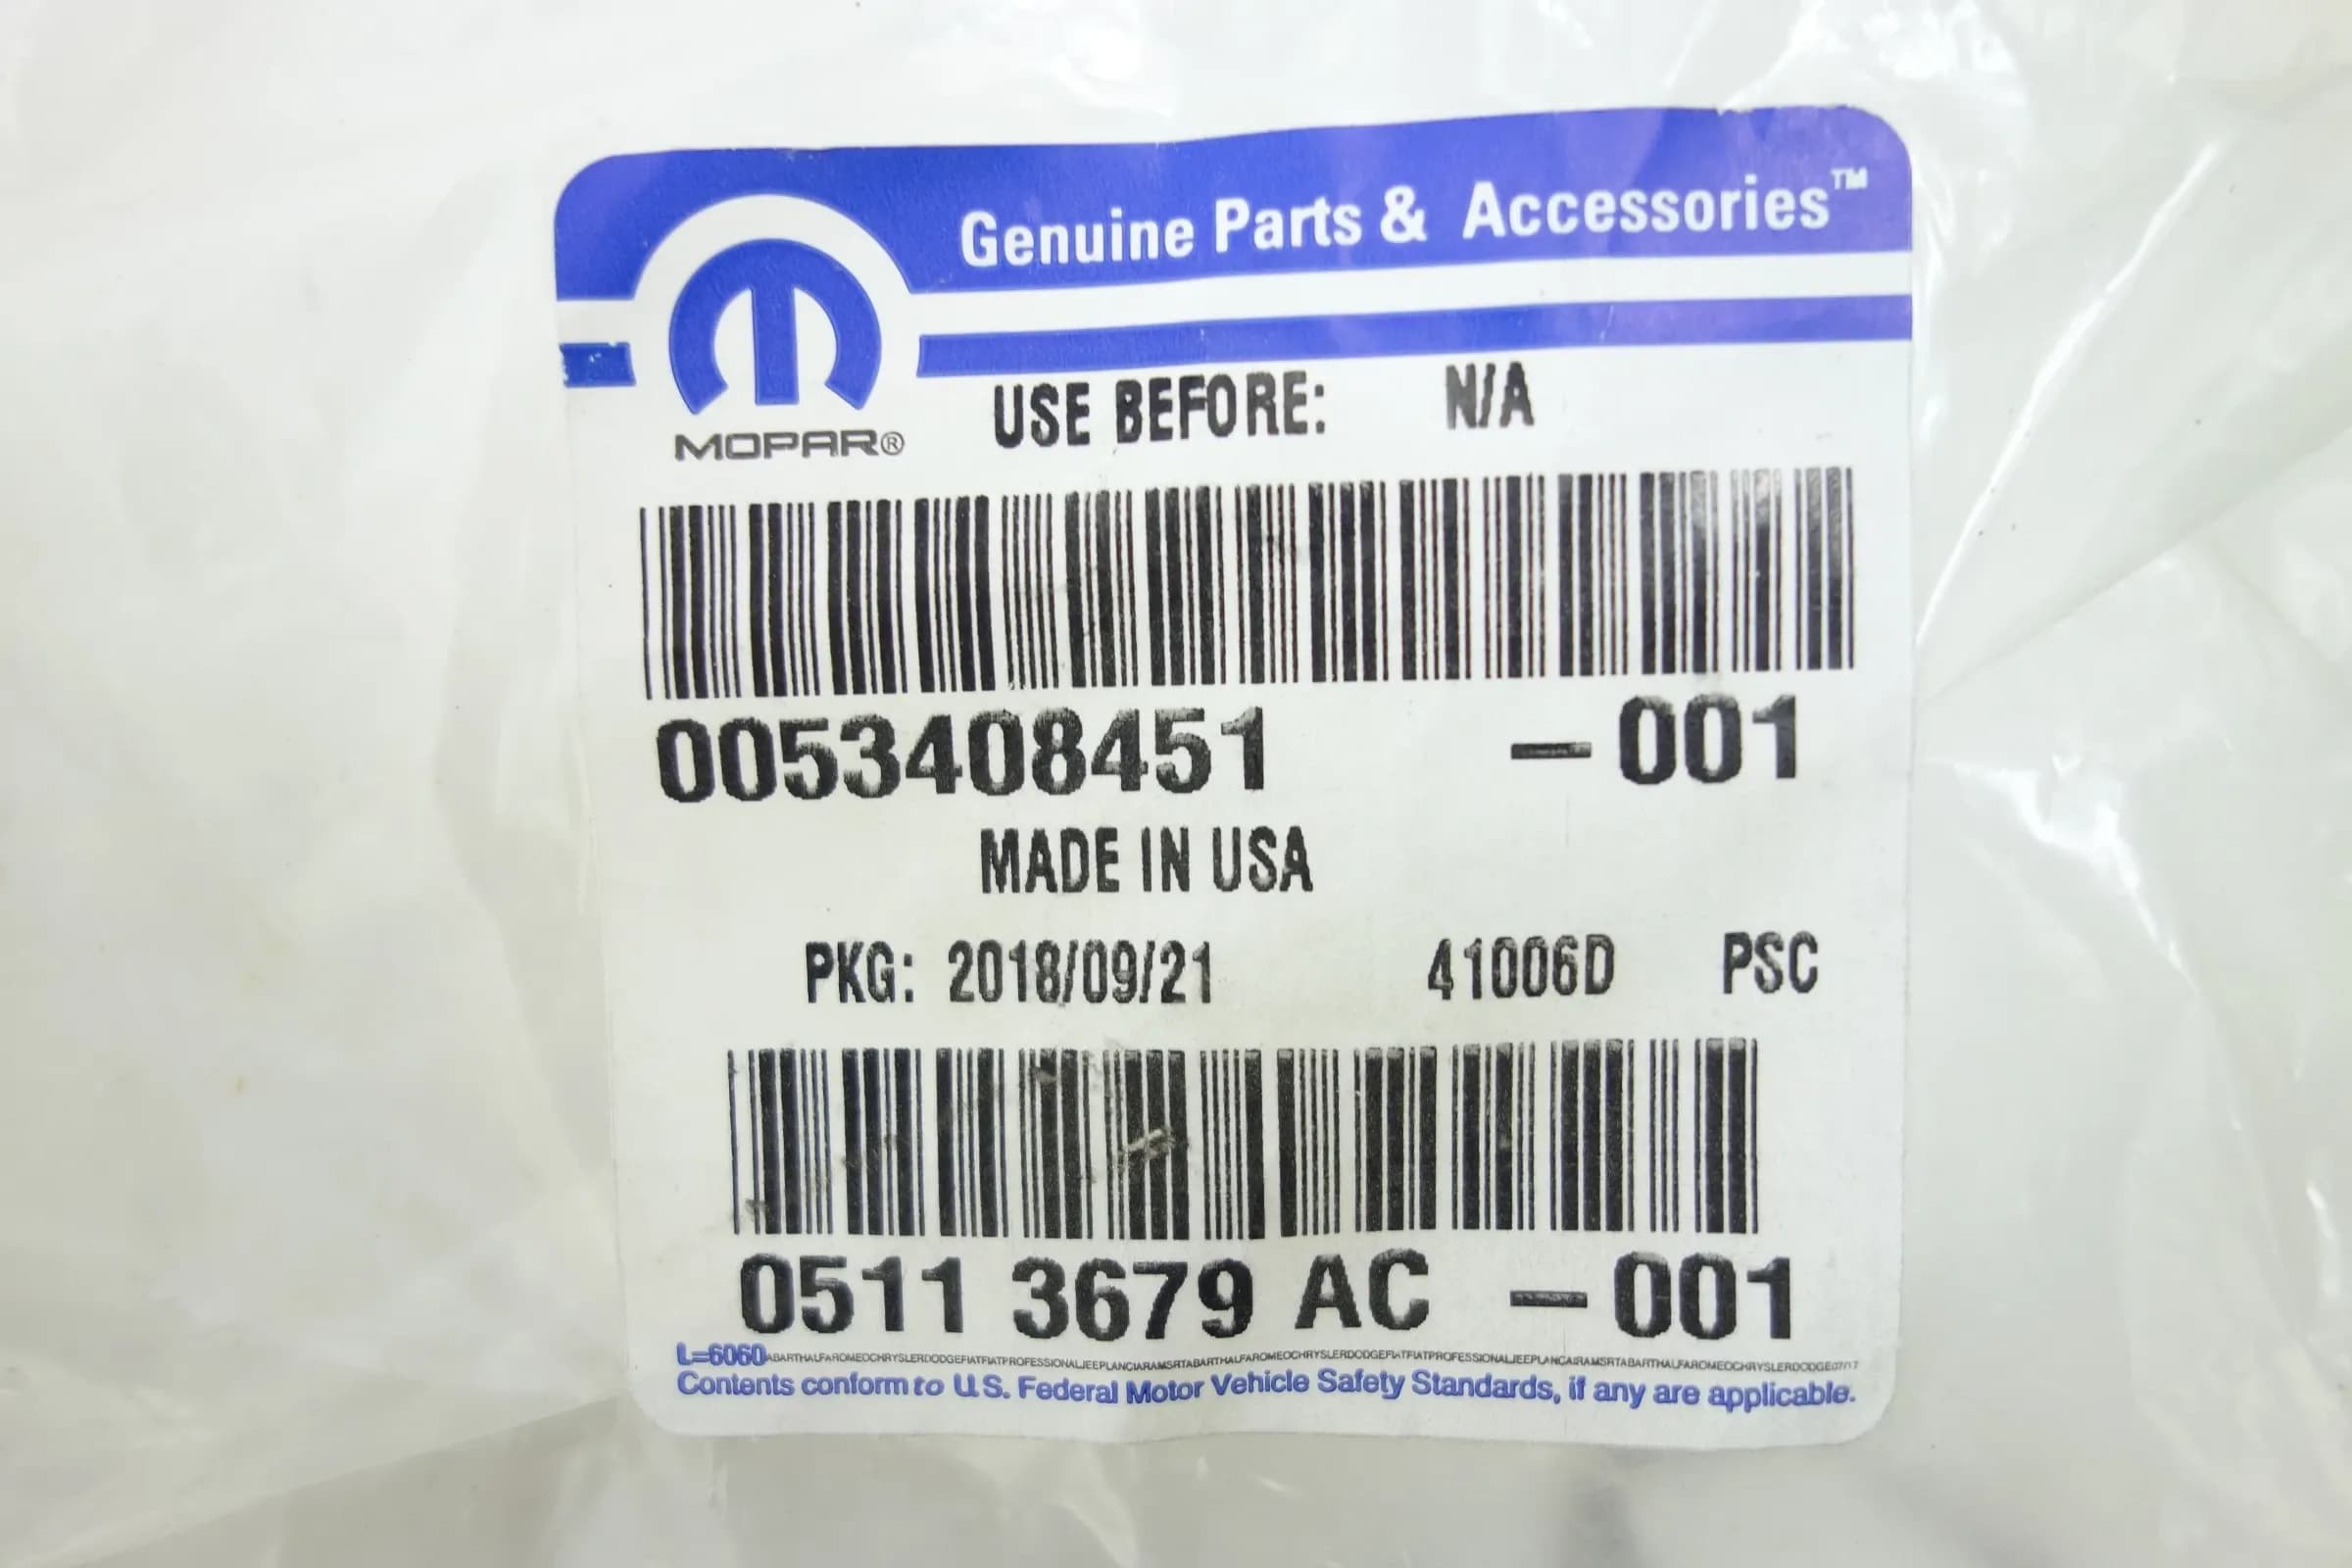 Genuine Parts & Accessories™
MOPAR®
USE BEFORE: N/A
0053408451 -001
MADE IN USA
PKG: 2018/09/21 41006D PSC
0511 3679 AC -001
L=6060
Contents conform to U.S. Federal Motor Vehicle Safety Standards, if any are applicable.